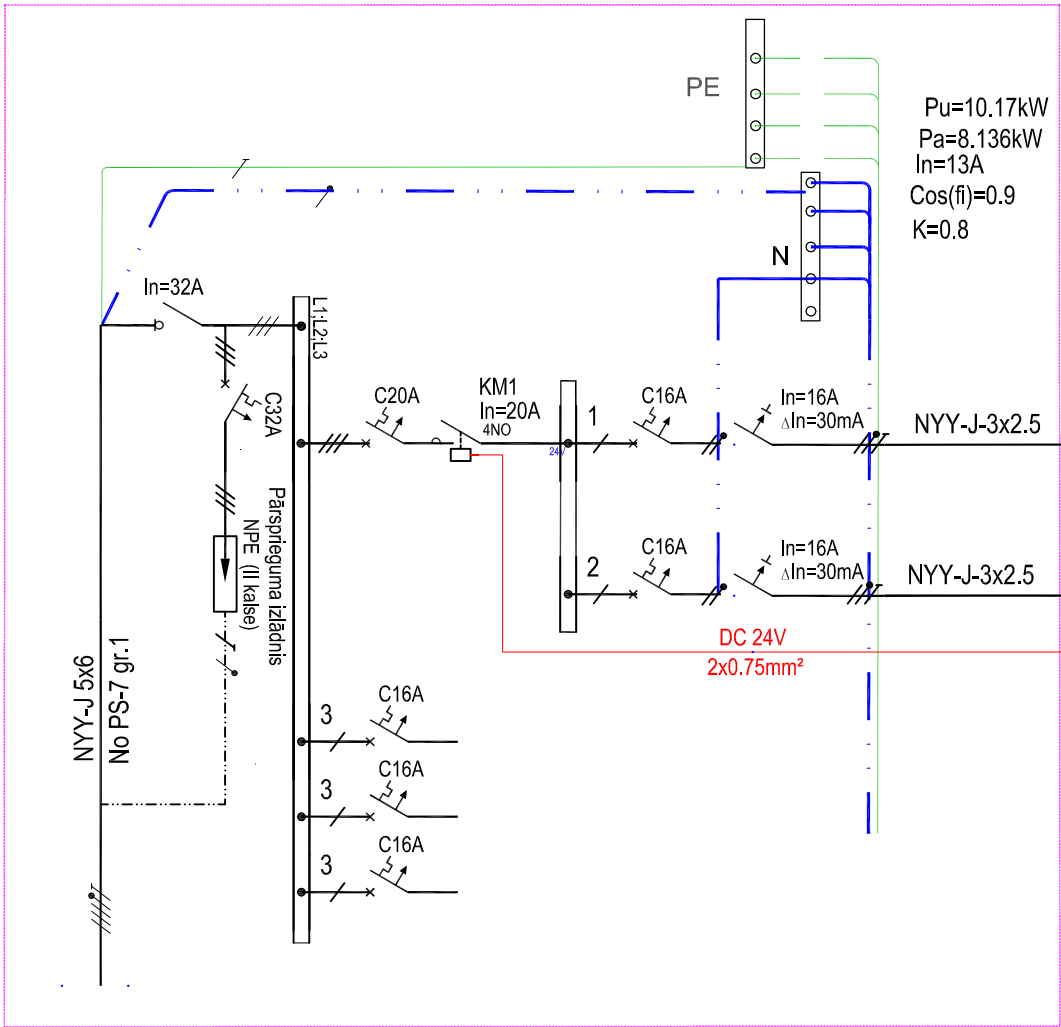 PE
Pu=10.17kW
Pa=8.136kW
In=13A
Cos(fi)=0.9
K=0.8
N
In=32A
L1;L2;L3
C32A
C20A
KM1
In=20A
4NO
24V
1
C16A
In=16A
ΔIn=30mA
NYY-J-3x2.5
Pārsprieguma izlādnis
NPE (II kalse)
2
C16A
In=16A
ΔIn=30mA
NYY-J-3x2.5
DC 24V
2x0.75mm²
NYY-J 5x6
No PS-7 gr.1
3
C16A
3
C16A
3
C16A